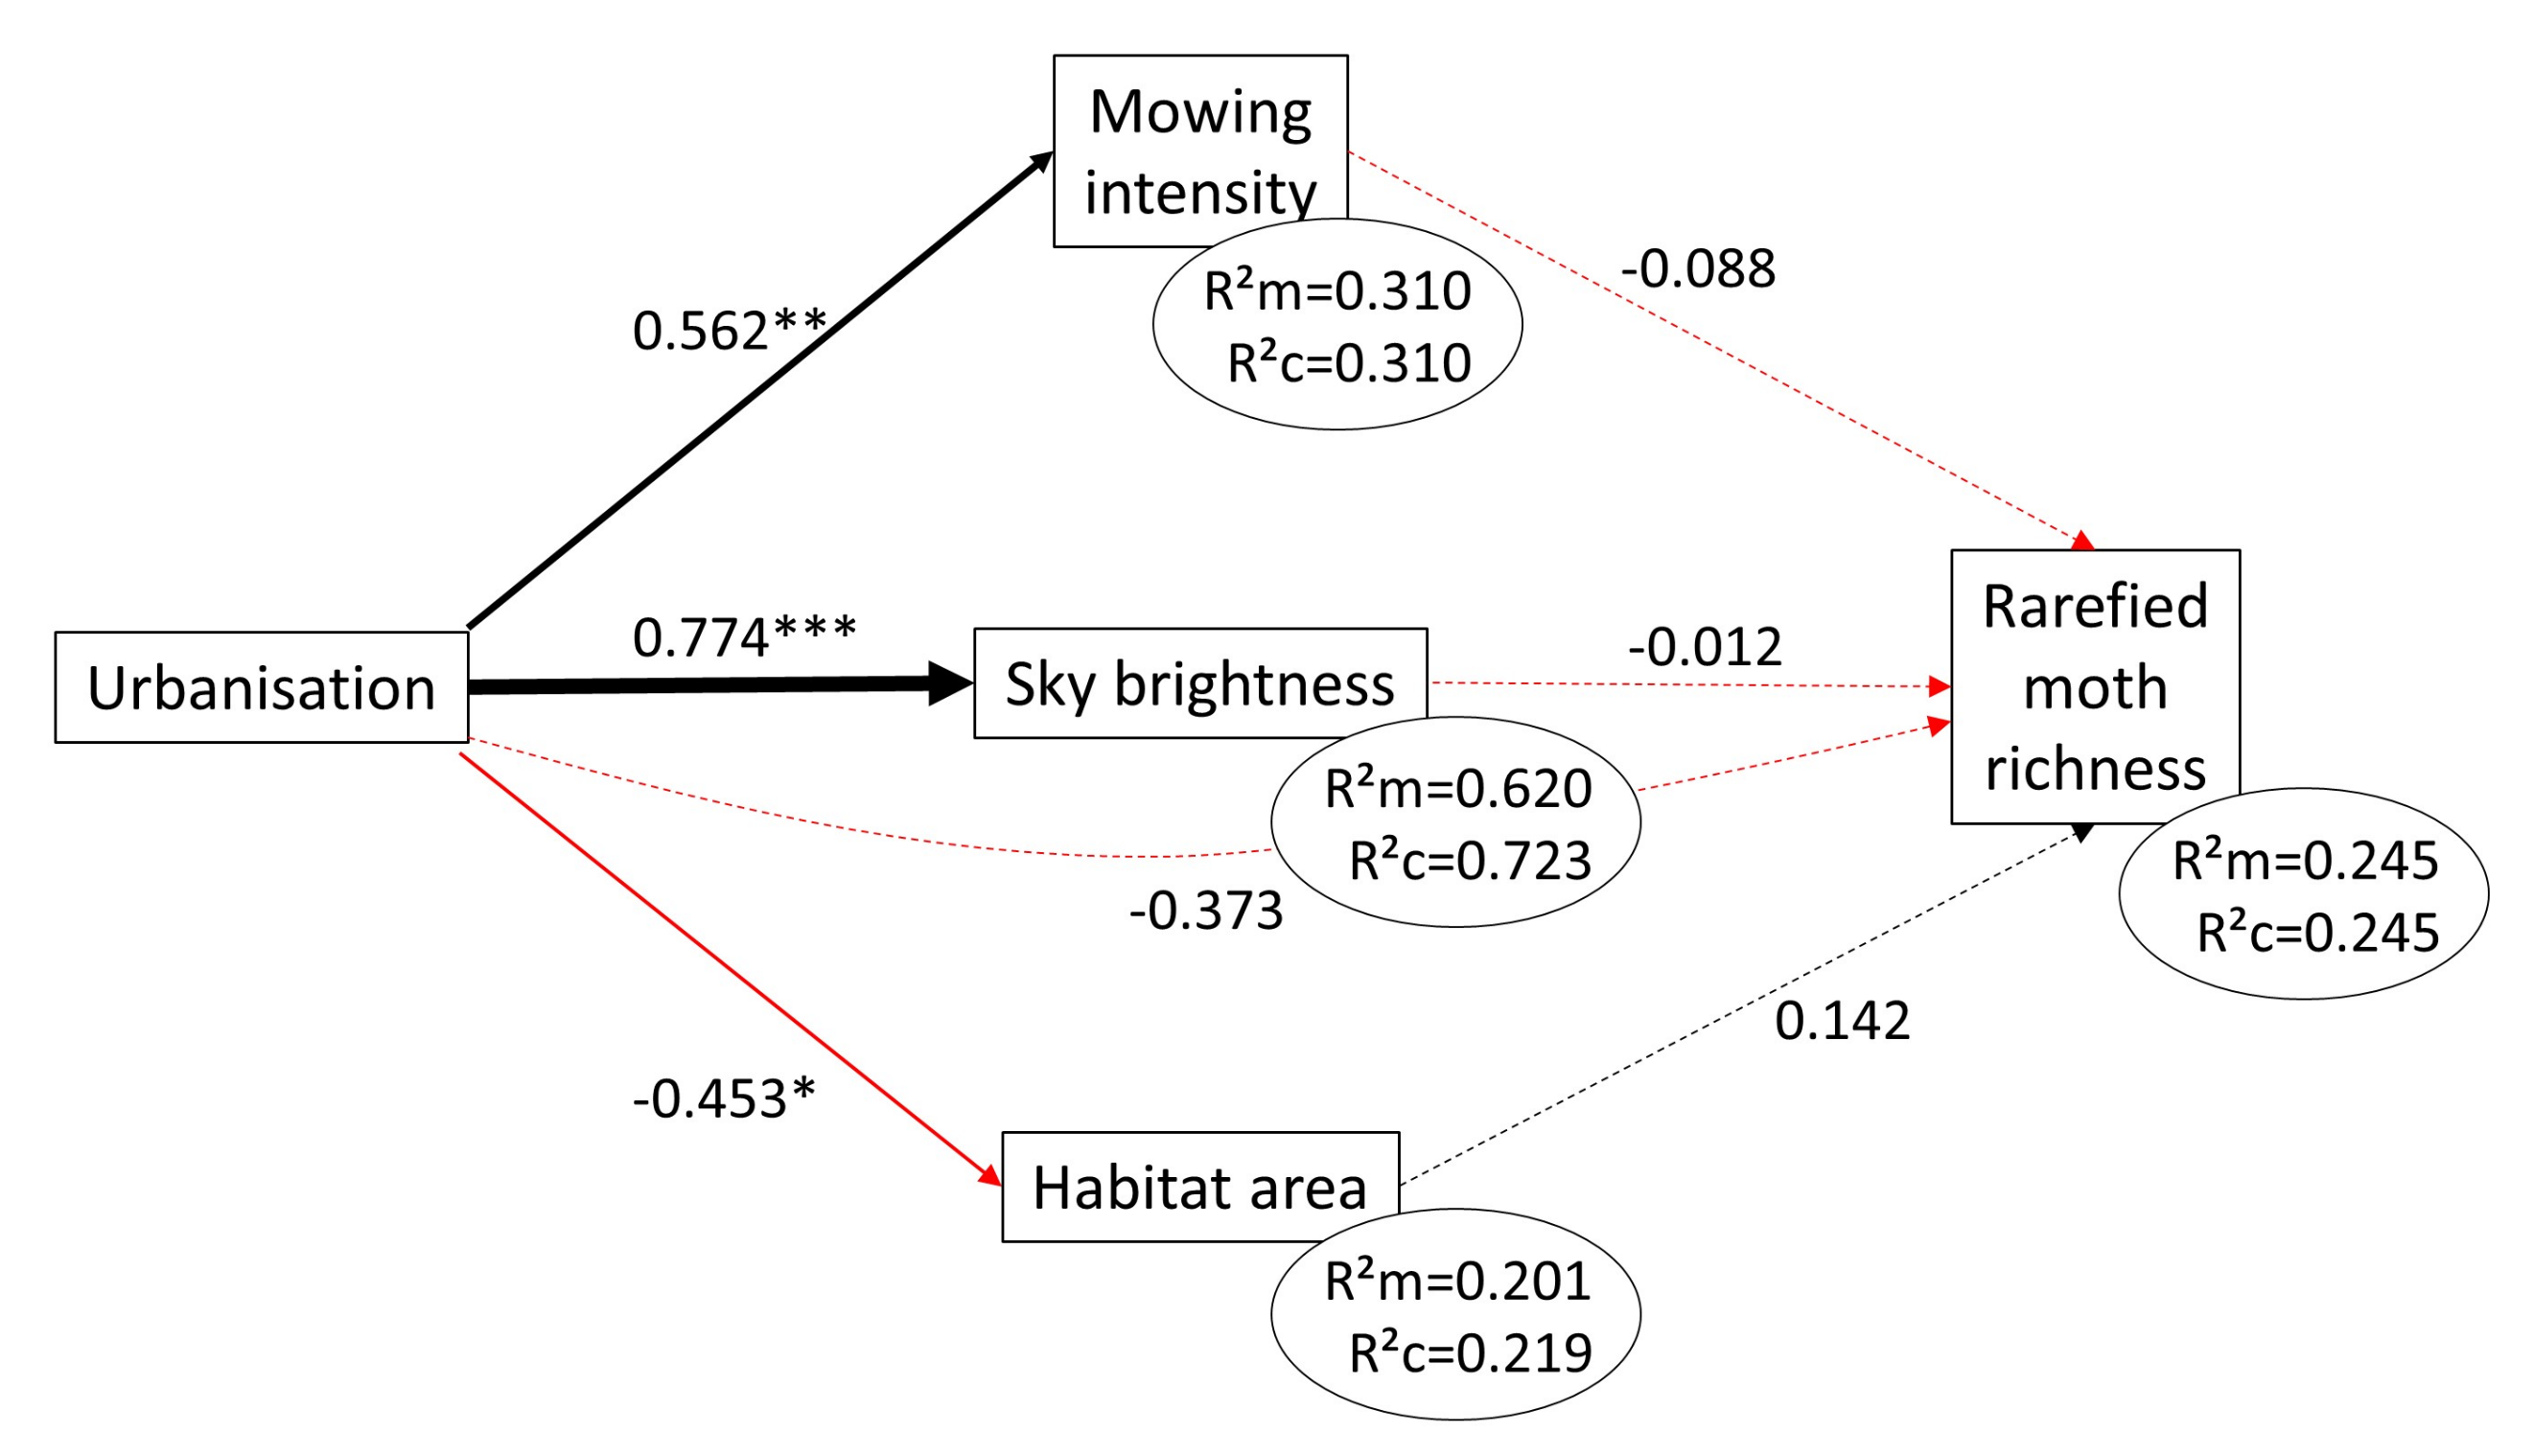 Mowing
intensity
R²m=0.310
R²c=0.310
-0.088
0.562**
0.774***
Urbanisation
Sky brightness
-0.012
Rarefied
moth
richness
R²m=0.620
R²c=0.723
-0.373
R²m=0.245
R²c=0.245
0.142
-0.453*
Habitat area
R²m=0.201
R²c=0.219